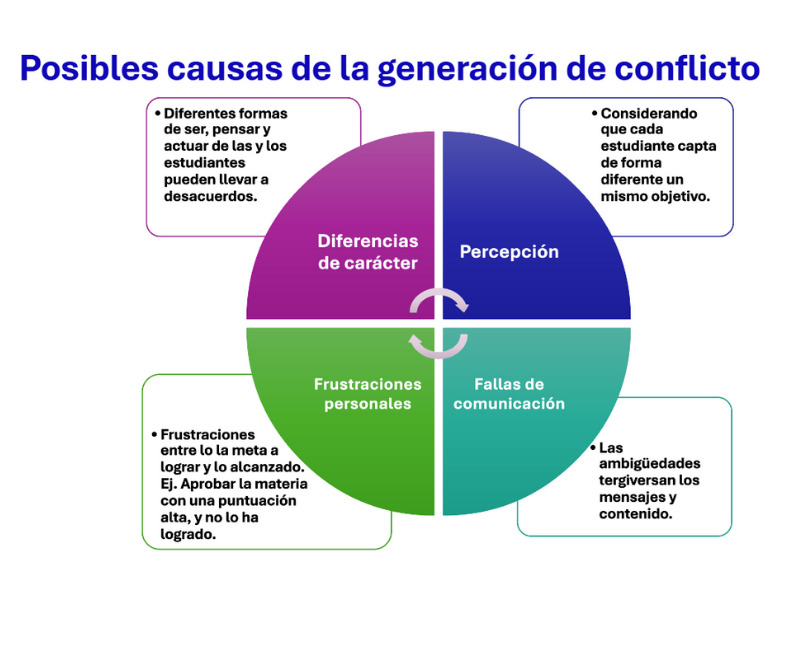 Posibles causas de la generación de conflicto
• Diferentes formas
de ser, pensar y
actuar de las y los
estudiantes
pueden llevar a
desacuerdos.
• Considerando
que cada
estudiante capta
de forma
diferente un
mismo objetivo.
Diferencias
de carácter
Percepción
Frustraciones
personales
Fallas de
comunicación
• Frustraciones
entre lo la meta a
lograr y lo alcanzado.
Ej. Aprobar la materia
con una puntuación
alta, y no lo ha
logrado.
• Las
ambigüedades
tergiversan los
mensajes y
contenido.